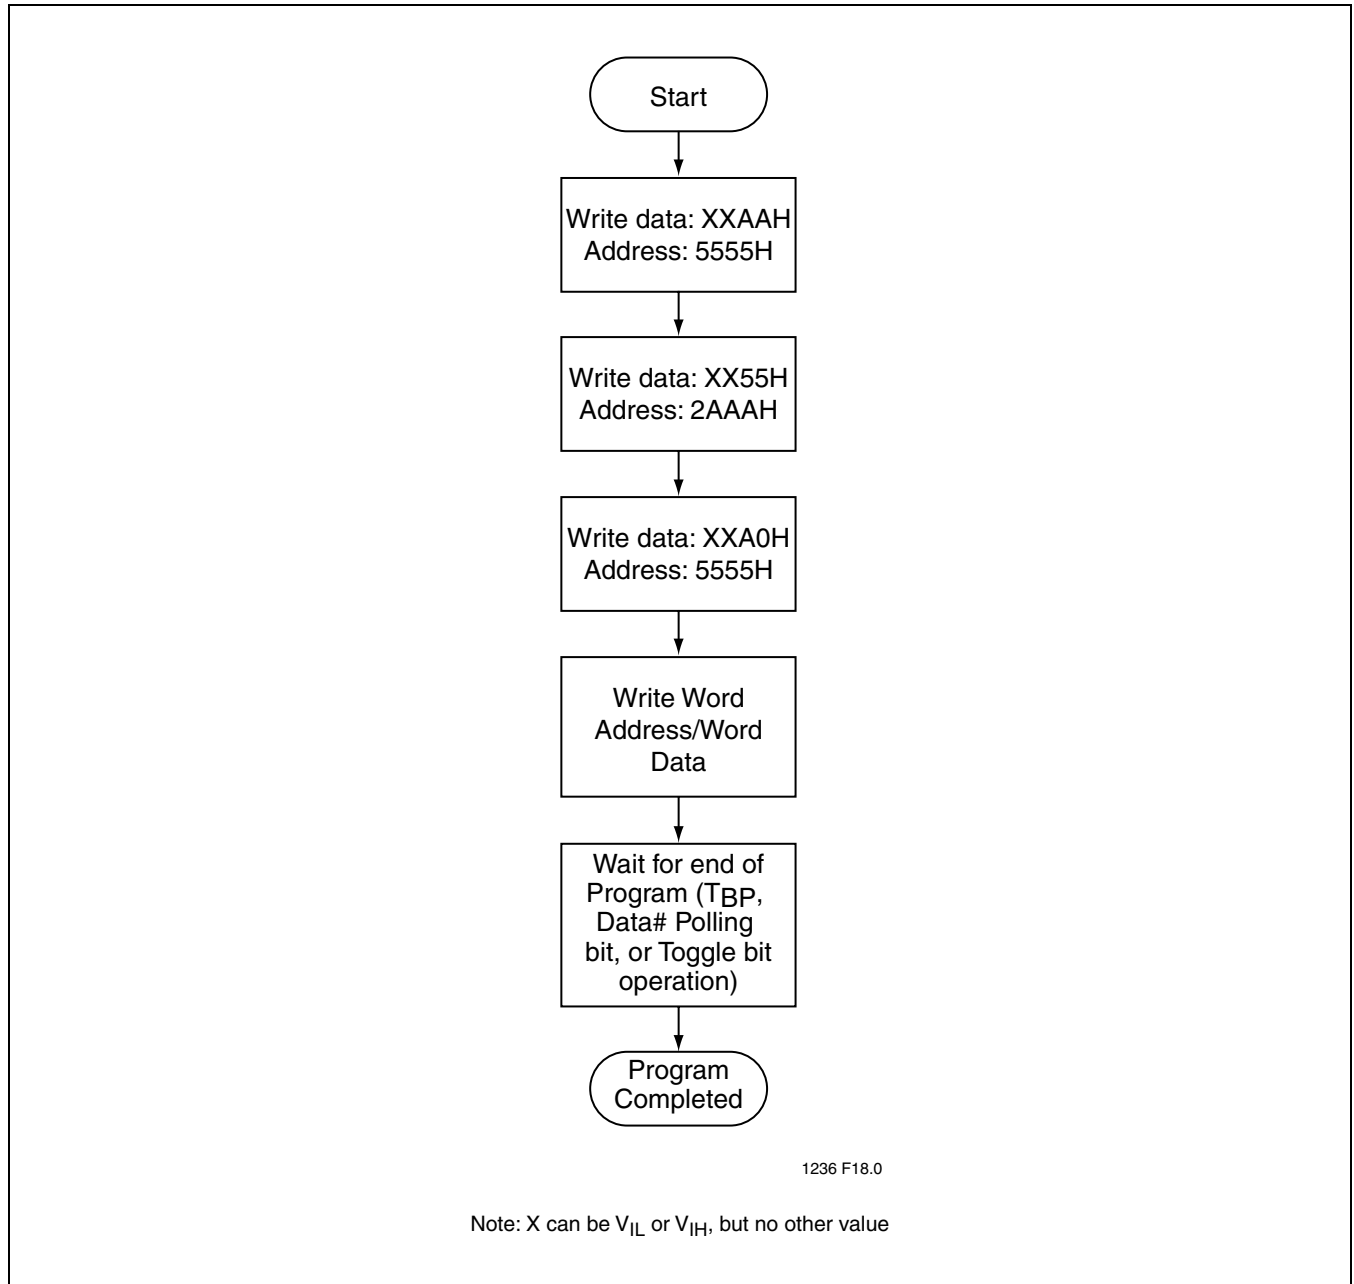 Start
Write data: XXAAH
Address: 5555H
Write data: XX55H
Address: 2AAAH
Write data: XXA0H
Address: 5555H
Write Word
Address/Word
Data
Wait for end of
Program (TBP,
Data# Polling
bit, or Toggle bit
operation)
Program
Completed
1236 F18.0
Note: X can be VIL or VIH, but no other value